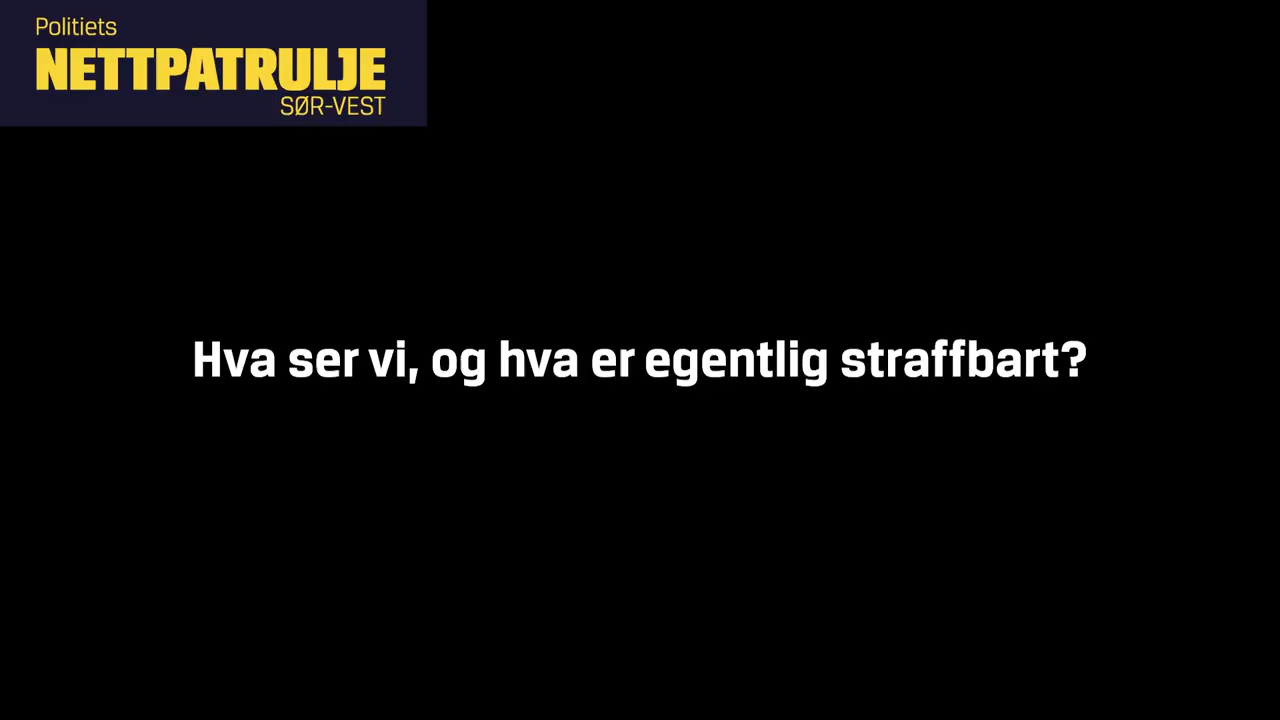 Politiets
NETTPATRULJE
SØR-VEST
Hva ser vi, og hva er egentlig straffbart?